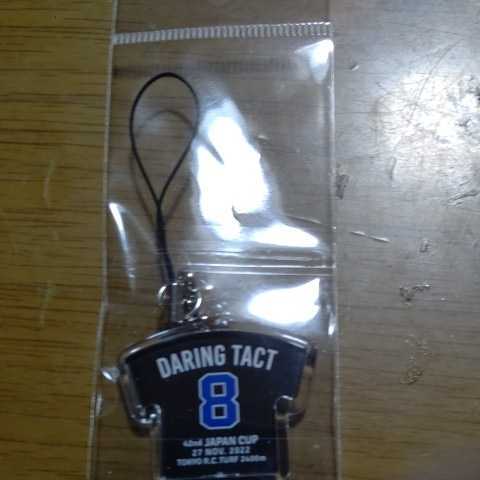 DARING TACT
8
42nd JAPAN CUP
27 NOV. 2022
TOKYO R.C. TURF 2400m